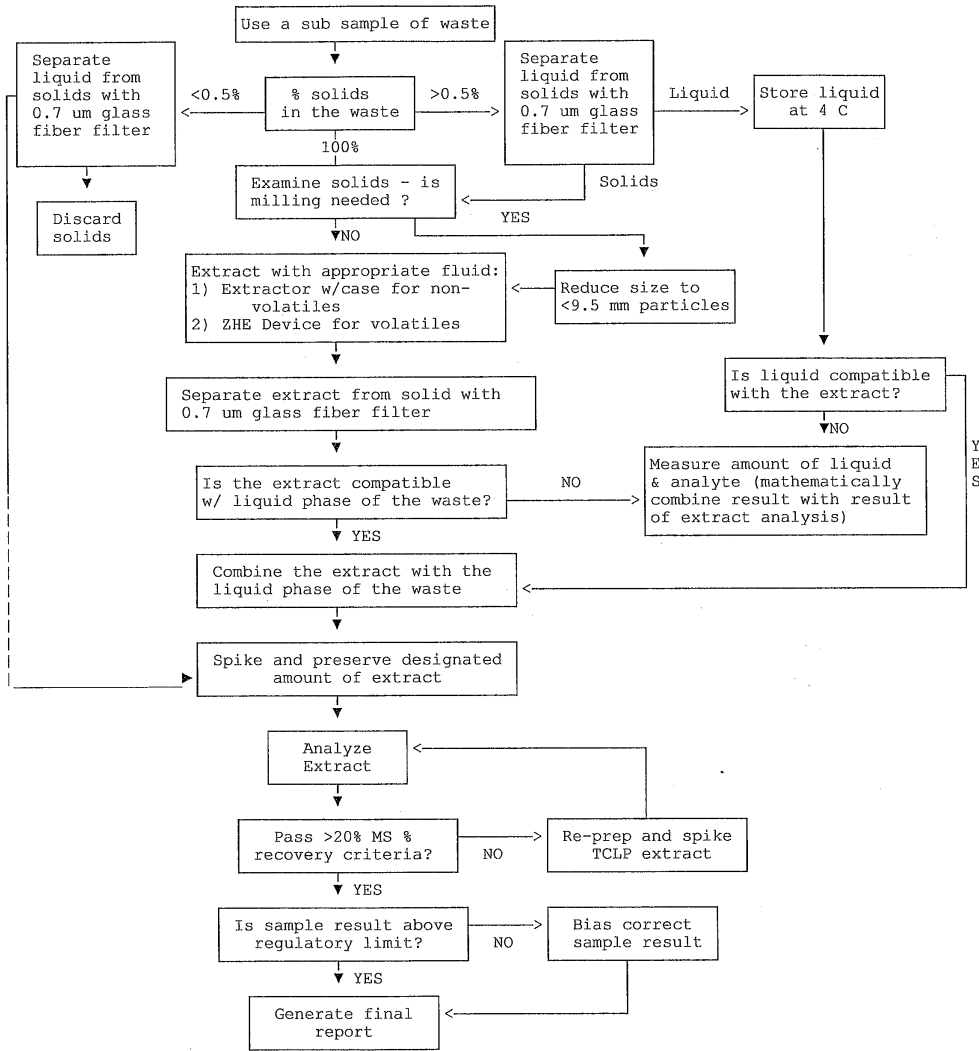 Use a sub sample of waste
Separate
liquid from
solids with
0.7 um glass
fiber filter
<0.5%
% solids
in the waste
>0.5%
Separate
liquid from
solids with
0.7 um glass
fiber filter
Liquid
Store liquid
at 4 C
100%
Discard
solids
Examine solids - is
milling needed ?
Solids
YES
NO
Extract with appropriate fluid:
1) Extractor w/case for non-
volatiles
2) ZHE Device for volatiles
Reduce size to
<9.5 mm particles
Separate extract from solid with
0.7 um glass fiber filter
Is liquid compatible
with the extract?
NO
YES
Is the extract compatible
w/ liquid phase of the waste?
NO
Measure amount of liquid
& analyte (mathematically
combine result with result
of extract analysis)
YES
Combine the extract with the
liquid phase of the waste
Spike and preserve designated
amount of extract
Analyze
Extract
Pass >20% MS %
recovery criteria?
NO
Re-prep and spike
TCLP extract
YES
Is sample result above
regulatory limit?
NO
Bias correct
sample result
YES
Generate final
report